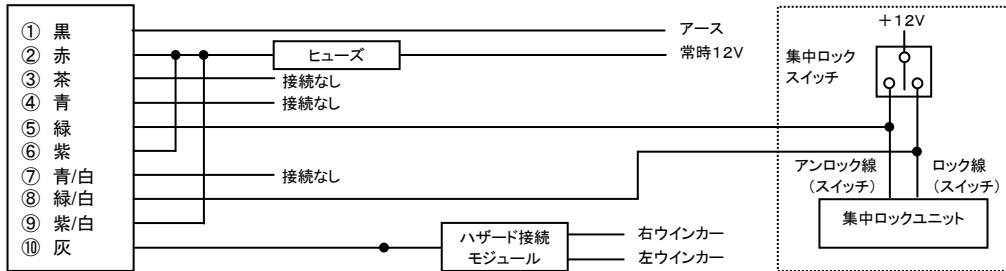 ① 黒
② 赤
③ 茶
④ 青
⑤ 緑
⑥ 紫
⑦ 青/白
⑧ 緑/白
⑨ 紫/白
⑩ 灰
ヒューズ
アース
常時12V
接続なし
接続なし
接続なし
ハザード接続
モジュール
右ウインカー
左ウインカー
+12V
集中ロック
スイッチ
アンロック線
(スイッチ)
ロック線
(スイッチ)
集中ロックユニット